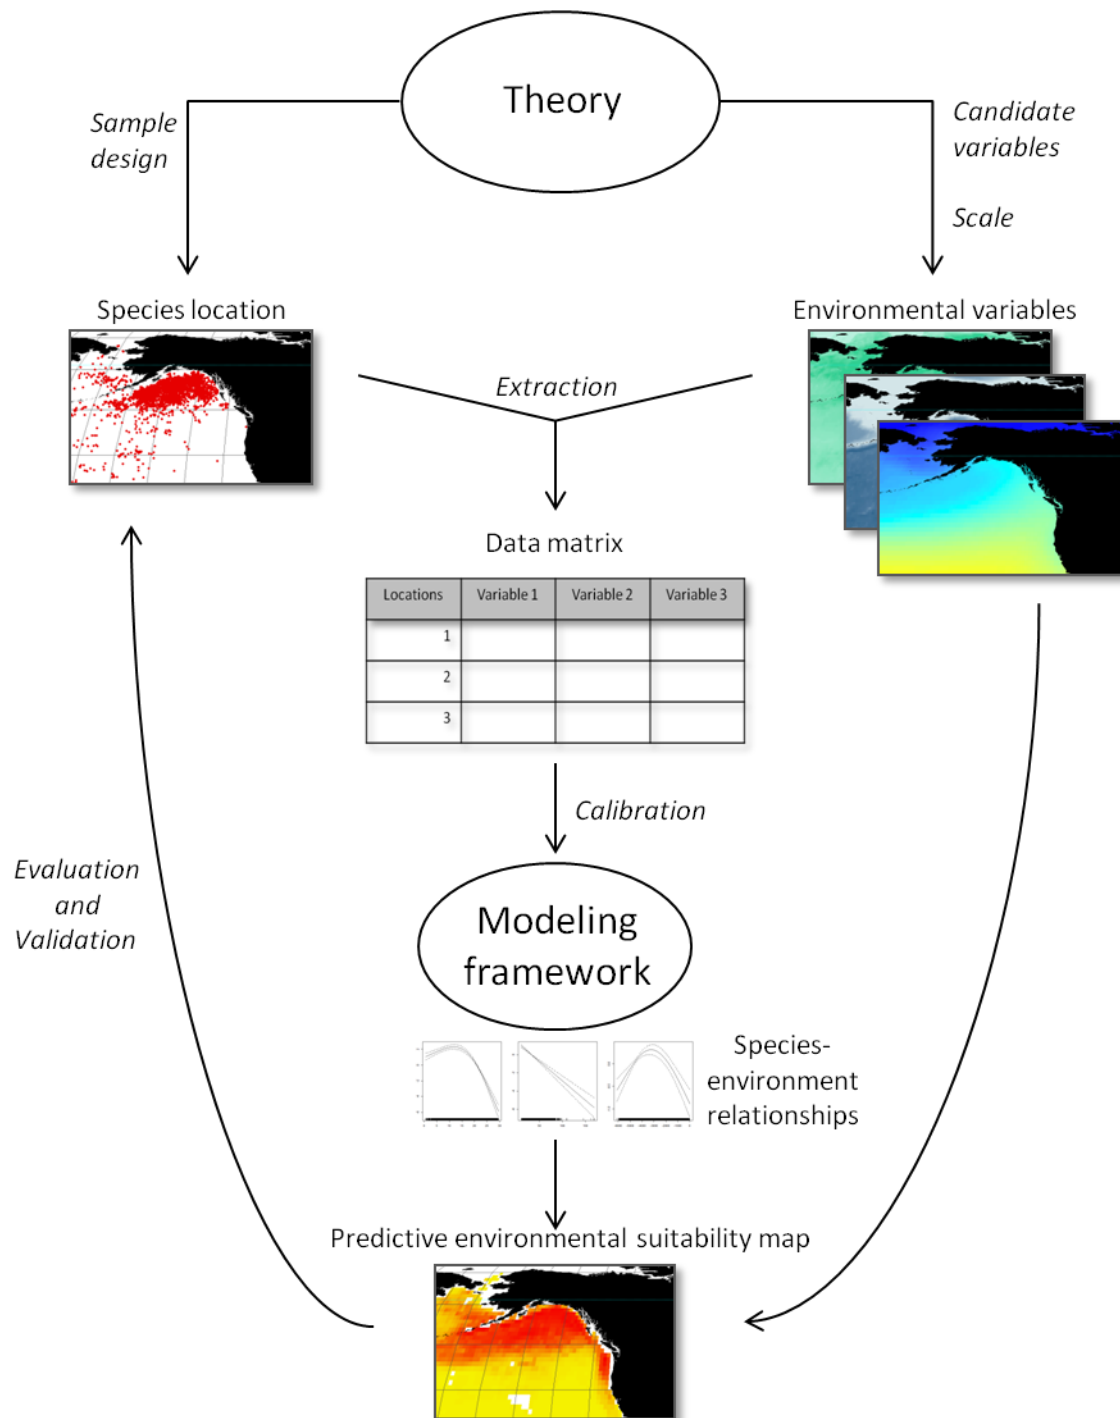 Theory
Sample
design
Candidate
variables
Scale
Species location
Environmental variables
Extraction
Data matrix
Locations Variable 1 Variable 2 Variable 3
1
2
3
Calibration
Evaluation
and
Validation
Modeling
framework
Species-
environment
relationships
Predictive environmental suitability map